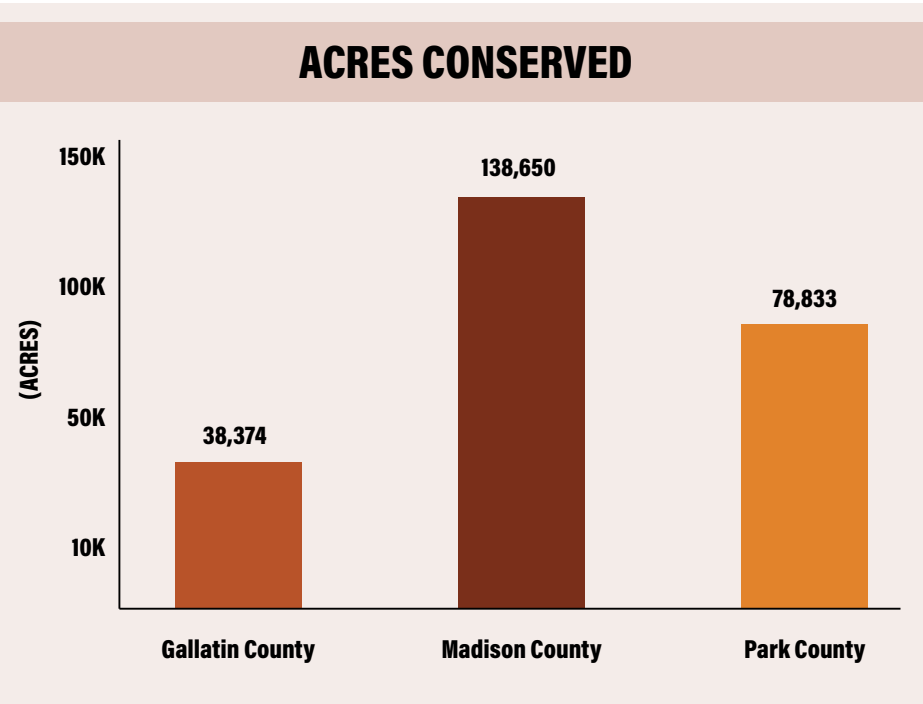 ACRES CONSERVED
150K
100K
50K
10K
(ACRES)
38,374
138,650
78,833
Gallatin County
Madison County
Park County